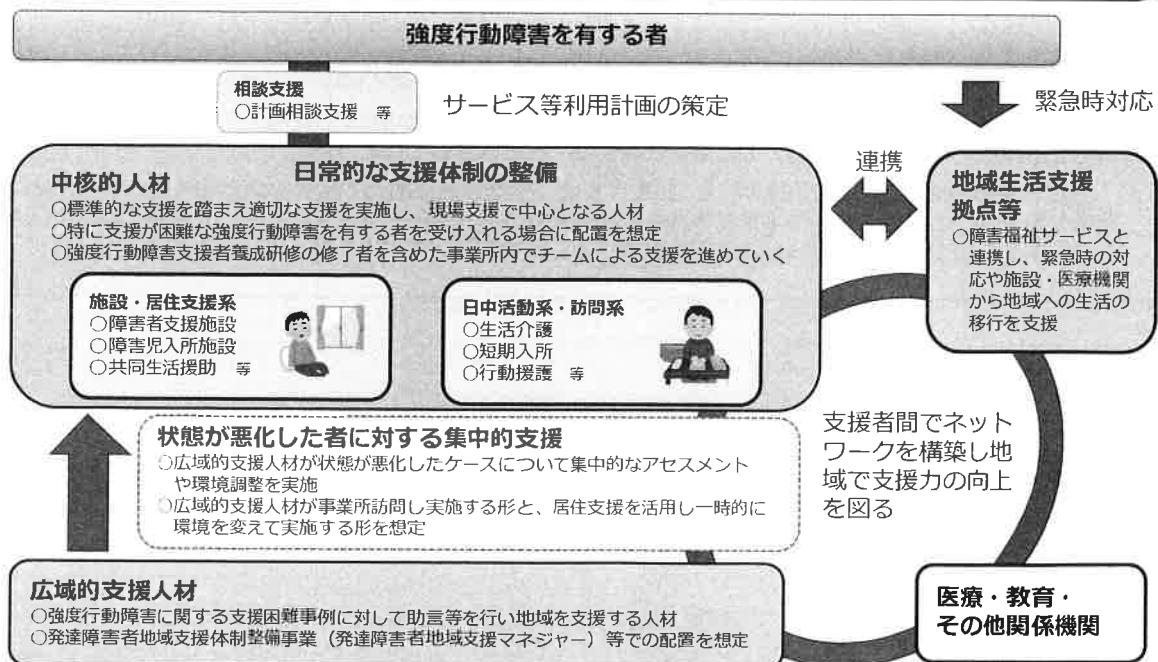 強度行動障害を有する者
相談支援
○計画相談支援 等
サービス等利用計画の策定
緊急時対応
日常的な支援体制の整備
中核的人材
○標準的な支援を踏まえ適切な支援を実施し、現場支援で中心となる人材
○特に支援が困難な強度行動障害を有する者を受け入れる場合に配置を想定
○強度行動障害支援者養成研修の修了者を含めた事業所内でチームによる支援を進めていく
施設・居住支援系
○障害者支援施設
○障害児入所施設
○共同生活援助 等
日中活動系・訪問系
○生活介護
○短期入所
○行動援護 等
連携
地域生活支援
拠点等
○障害福祉サービスと
連携し、緊急時の対
応や施設・医療機関
から地域への生活の
移行を支援
状態が悪化した者に対する集中的支援
○広域的支援人材が状態が悪化したケースについて集中的なアセスメント
や環境調整を実施
○広域的支援人材が事業所訪問し実施する形と、居住支援を活用し一時的に
環境を変えて実施する形を想定
支援者間でネット
ワークを構築し地
域で支援力の向上
を図る
広域的支援人材
○強度行動障害に関する支援困難事例に対して助言等を行い地域を支援する人材
○発達障害者地域支援体制整備事業（発達障害者地域支援マネジャー）等での配置を想定
医療・教育・
その他関係機関